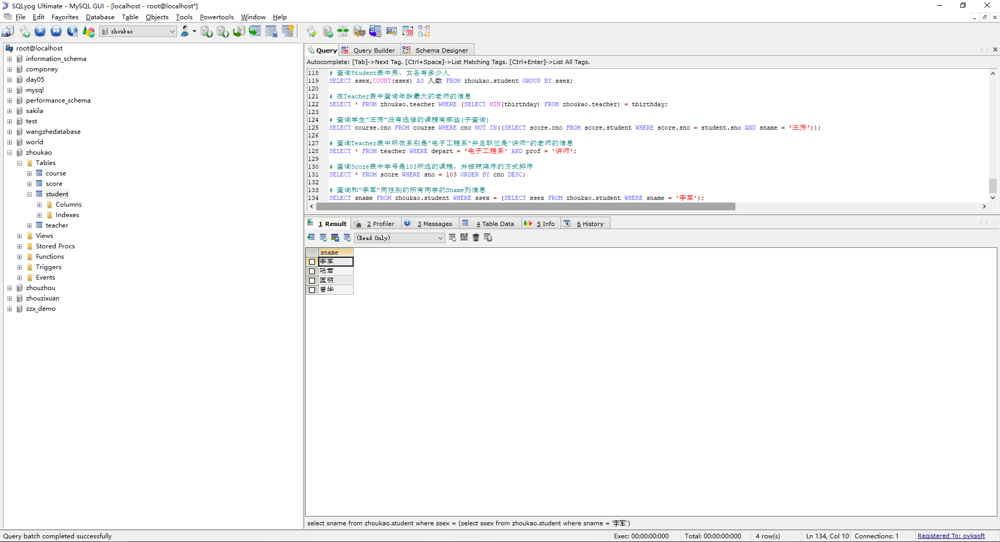 SQLyog Ultimate - MySQL GUI - [localhost - root@localhost*]
File Edit Favorites Database Table Objects Tools Powertools Window Help
zhoukao
root@localhost
information_schema
componey
day05
mysql
performance_schema
sakila
test
wangzhedatabase
world
zhoukao
Tables
course
score
student
Columns
Indexes
teacher
Views
Stored Procs
Functions
Triggers
Events
zhouzhou
zhouzixuan
zzx_demo
Query Query Builder Schema Designer
Autocomplete: [Tab]->Next Tag. [Ctrl+Space]->List Matching Tags. [Ctrl+Enter]->List All Tags.
118 # 查询Student表中男、女各有多少人
119 SELECT ssex,COUNT(ssex) AS 人数 FROM zhoukao.student GROUP BY ssex;
120
121 # 在Teacher表中查询年龄最大的老师的信息
122 SELECT * FROM zhoukao.teacher WHERE (SELECT MIN(tbirthday) FROM zhoukao.teacher) = tbirthday;
123
124 # 查询学生”王芳”没有选修的课程有哪些(子查询)
125 SELECT course.cno FROM course WHERE cno NOT IN((SELECT score.cno FROM score,student WHERE score.sno = student.sno AND sname = '王芳'));
126
127 # 查询Teacher表中所在系别是”电子工程系”并且职位是“讲师”的老师的信息
128 SELECT * FROM teacher WHERE depart = '电子工程系' AND prof = '讲师';
129
130 # 查询Score表中学号是103所选的课程, 并按照降序的方式排序
131 SELECT * FROM score WHERE sno = 103 ORDER BY cno DESC;
132
133 # 查询和“李军”同性别的所有同学的Sname列信息
134 SELECT sname FROM zhoukao.student WHERE ssex = (SELECT ssex FROM zhoukao.student WHERE sname = '李军');
1 Result 2 Profiler 3 Messages 4 Table Data 5 Info 6 History
(Read Only)
sname
李军
陆君
匡明
曾华
select sname from zhoukao.student where ssex = (select ssex from zhoukao.student where sname = '李军')
Query batch completed successfully Exec: 00:00:00:000 Total: 00:00:00:000 4 row(s) Ln 134, Col 10 Connections: 1 Registered To: ovksoft